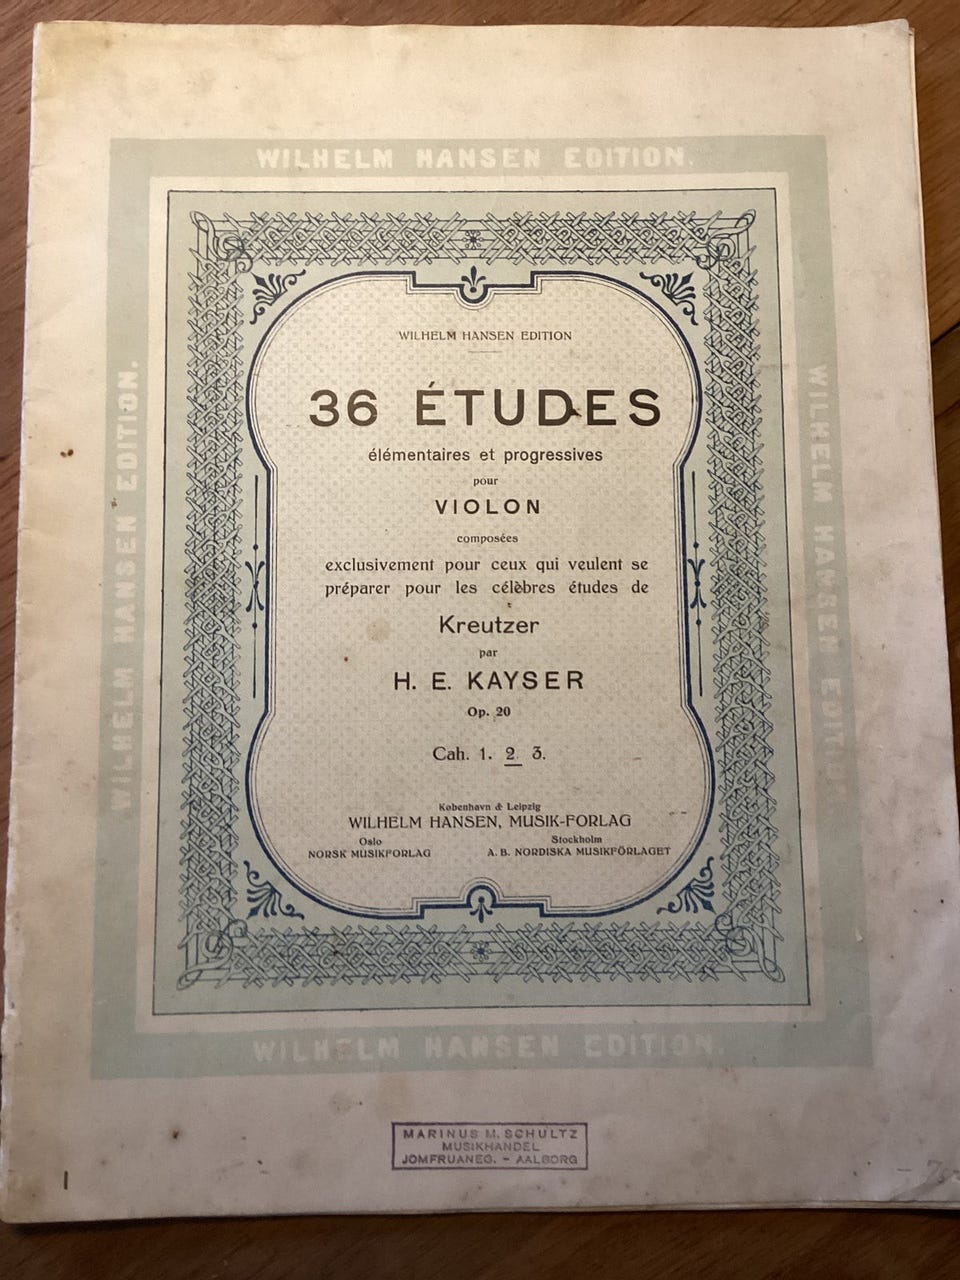 WILHELM HANSEN EDITION.
WILHELM HANSEN EDITION.
WILHELM HANSEN EDITION.
WILHELM HANSEN EDITION
36 ÉTUDES
élémentaires et progressives
pour
VIOLON
composées
exclusivement pour ceux qui veulent se
préparer pour les célèbres études de
Kreutzer
par
H. E. KAYSER
Op. 20
Cah. 1. 2 3.
København & Leipzig
WILHELM HANSEN, MUSIK-FORLAG
Oslo
NORSK MUSIKFORLAG
Stockholm
A. B. NORDISKA MUSIKFÖRLAGET
WILHELM HANSEN EDITION.
MARINUS M. SCHULTZ
MUSIKHANDEL
JOMFRUANEG. - AALBORG